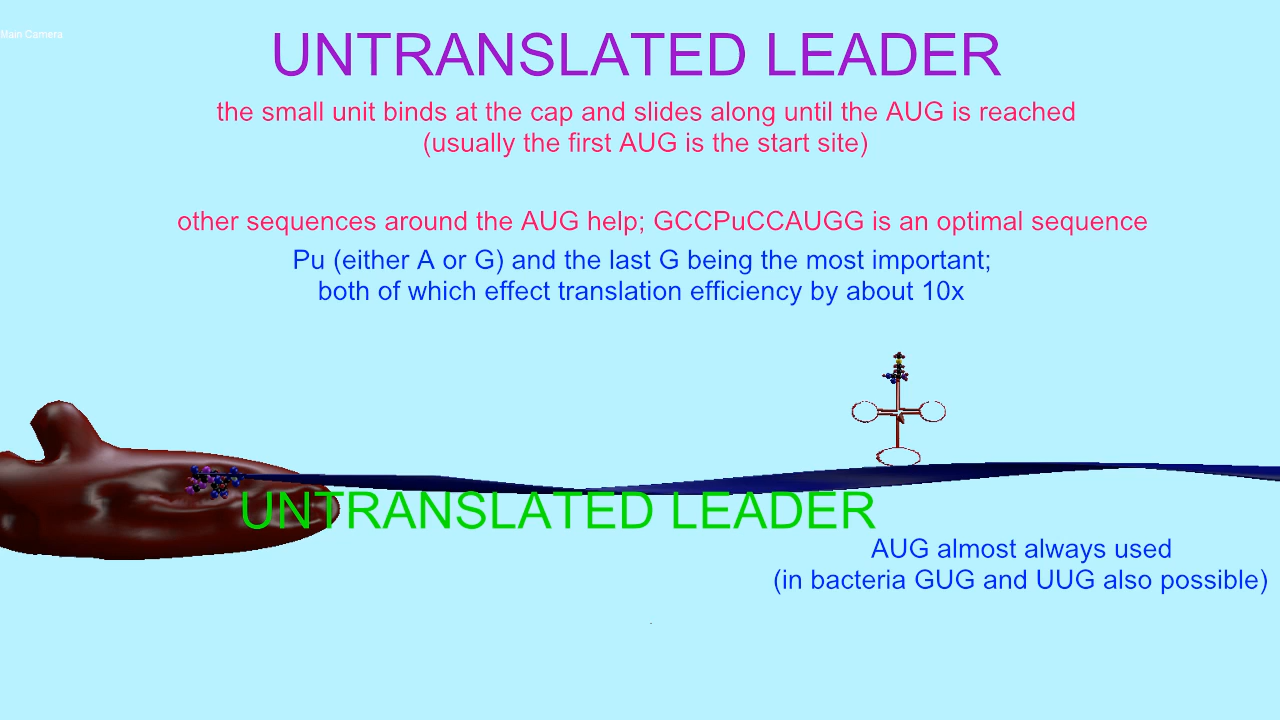 Main Camera
UNTRANSLATED LEADER
the small unit binds at the cap and slides along until the AUG is reached
(usually the first AUG is the start site)
other sequences around the AUG help; GCCPuCCAUGG is an optimal sequence
Pu (either A or G) and the last G being the most important;
both of which effect translation efficiency by about 10x
UNTRANSLATED LEADER
AUG almost always used
(in bacteria GUG and UUG also possible)